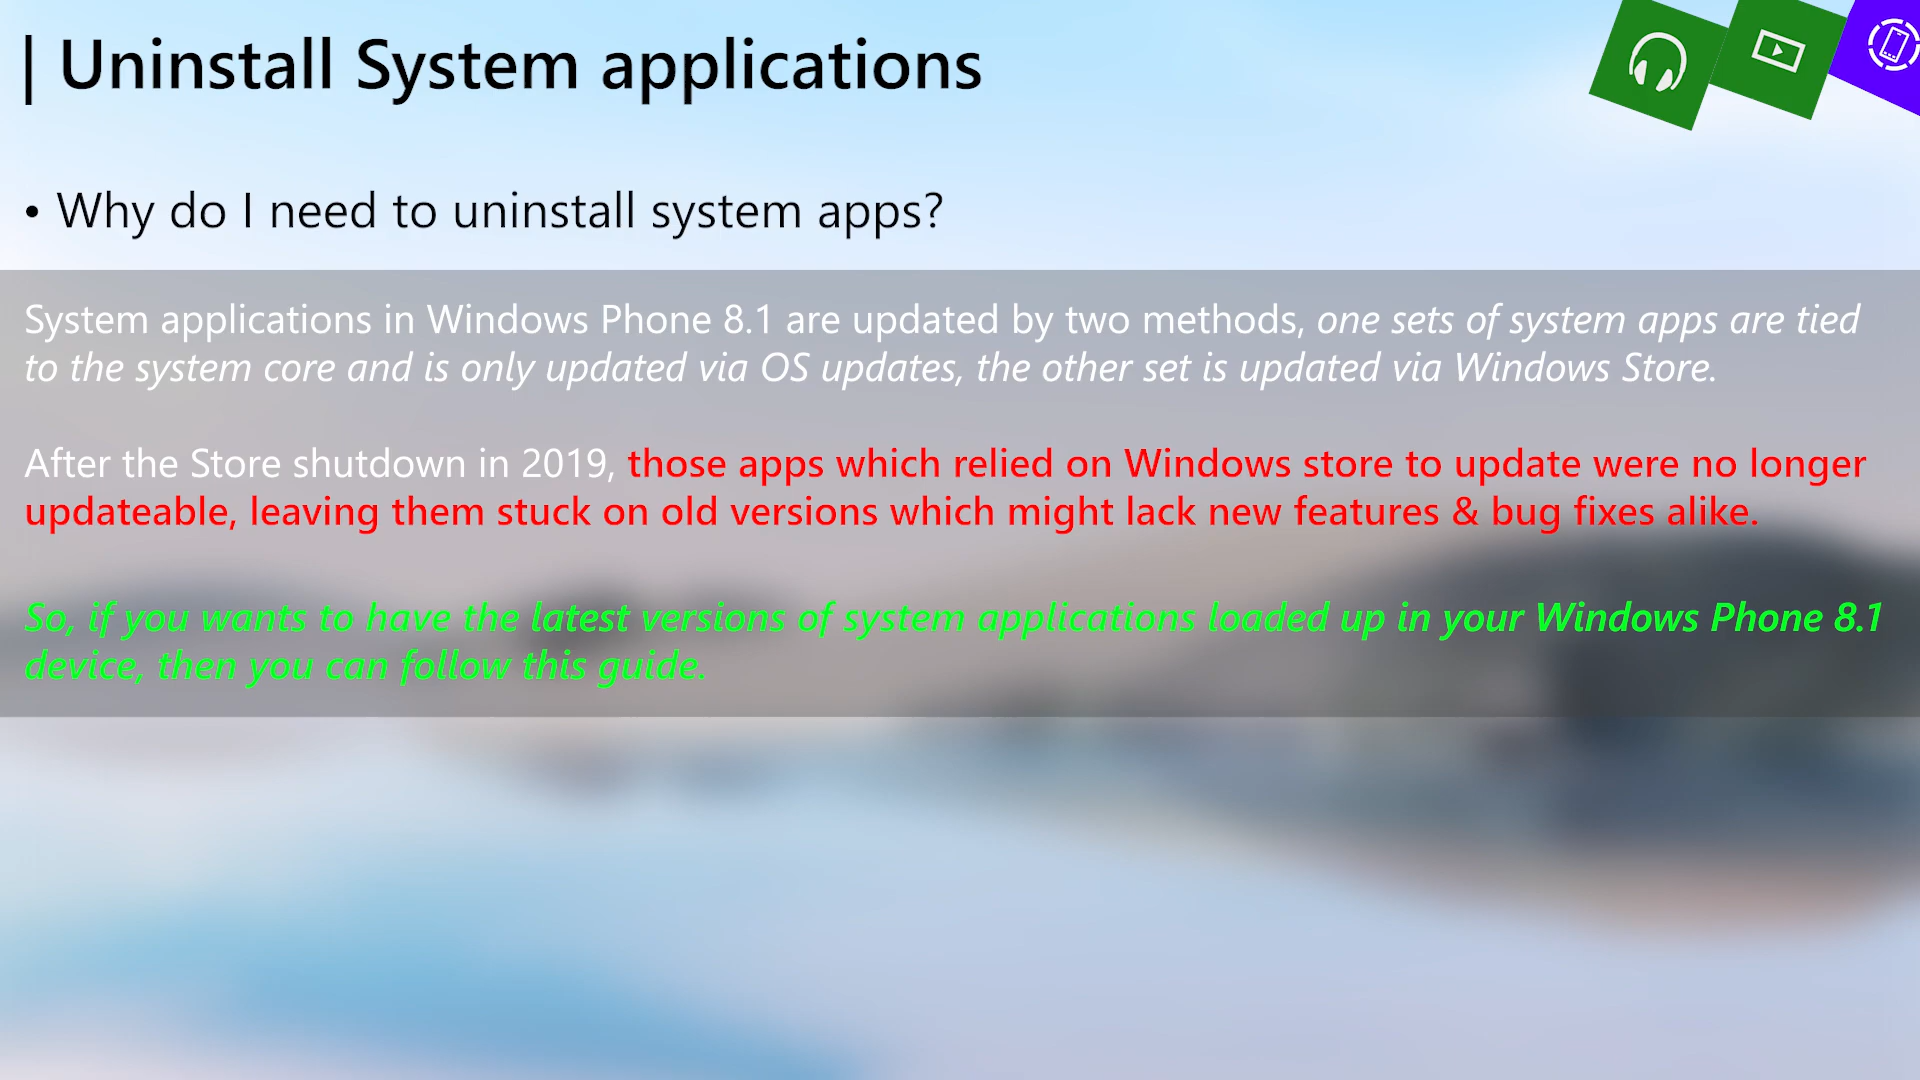 | Uninstall System applications
• Why do I need to uninstall system apps?
System applications in Windows Phone 8.1 are updated by two methods, one sets of system apps are tied
to the system core and is only updated via OS updates, the other set is updated via Windows Store.
After the Store shutdown in 2019, those apps which relied on Windows store to update were no longer
updateable, leaving them stuck on old versions which might lack new features & bug fixes alike.
So, if you wants to have the latest versions of system applications loaded up in your Windows Phone 8.1
device, then you can follow this guide.